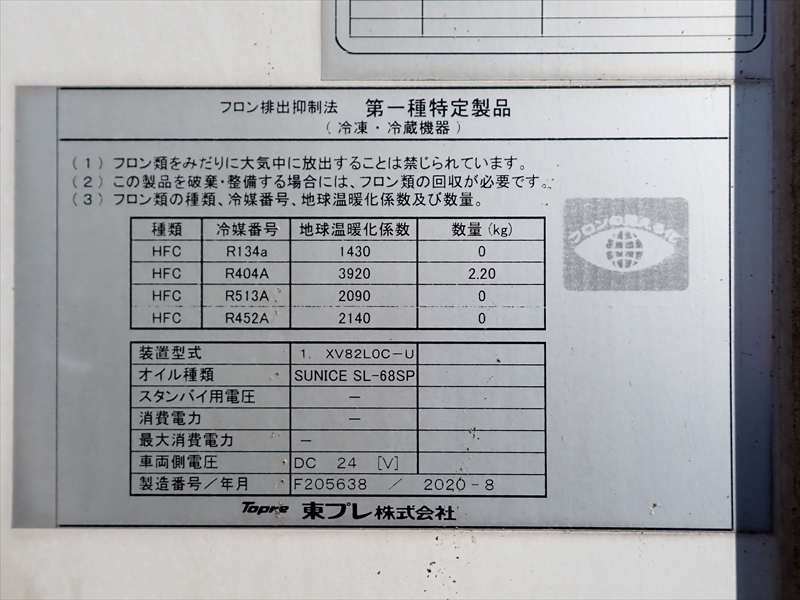 フロン排出抑制法 第一種特定製品
(冷凍・冷蔵機器)
(1)フロン類をみだりに大気中に放出することは禁じられています。
(2)この製品を破棄・整備する場合には、フロン類の回収が必要です。
(3)フロン類の種類、冷媒番号、地球温暖化係数及び数量。
種類 冷媒番号 地球温暖化係数 数量(kg)
HFC R134a 1430 0
HFC R404A 3920 2.20
HFC R513A 2090 0
HFC R452A 2140 0
フロンの見える化
装置型式 1. XV82L0C-U
オイル種類 SUNICE SL-68SP
スタンバイ用電圧 -
消費電力 -
最大消費電力 -
車両側電圧 DC 24 [V]
製造番号/年月 F205638 / 2020-8
Topre 東プレ株式会社